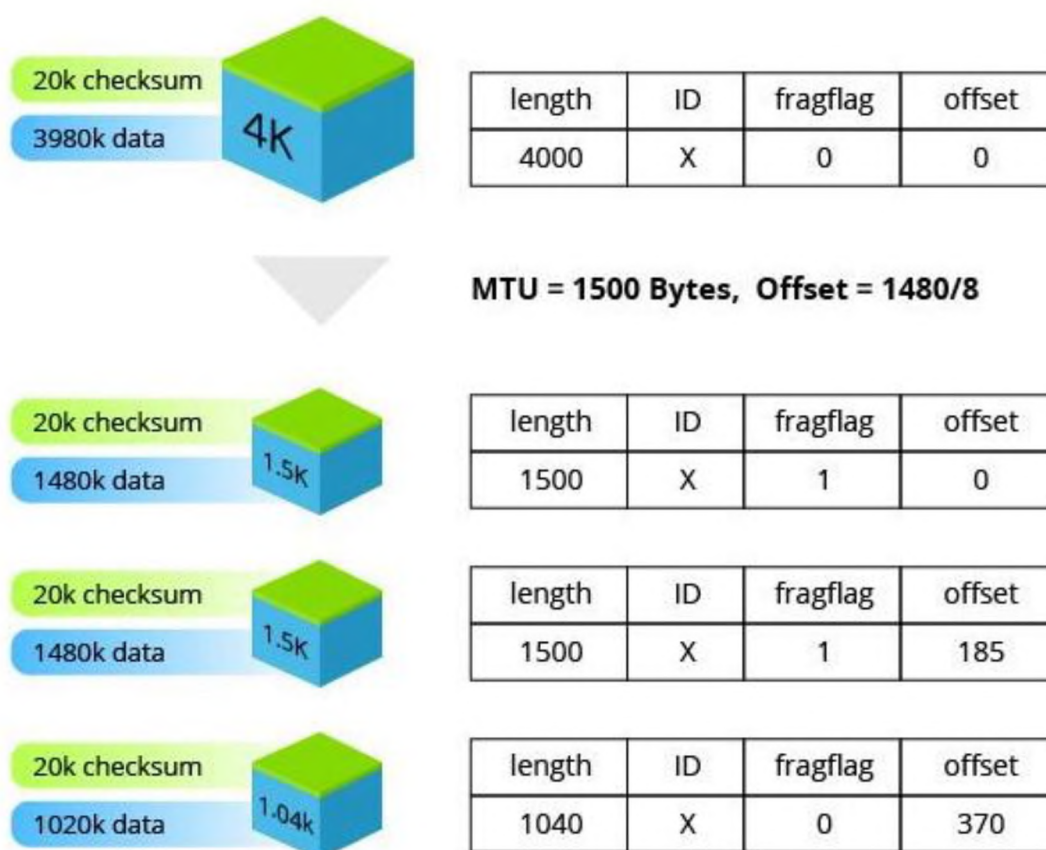 20k checksum
3980k data
4K
length ID fragflag offset
4000 X 0 0
MTU = 1500 Bytes, Offset = 1480/8
20k checksum
1480k data
1.5K
length ID fragflag offset
1500 X 1 0
20k checksum
1480k data
1.5K
length ID fragflag offset
1500 X 1 185
20k checksum
1020k data
1.04k
length ID fragflag offset
1040 X 0 370